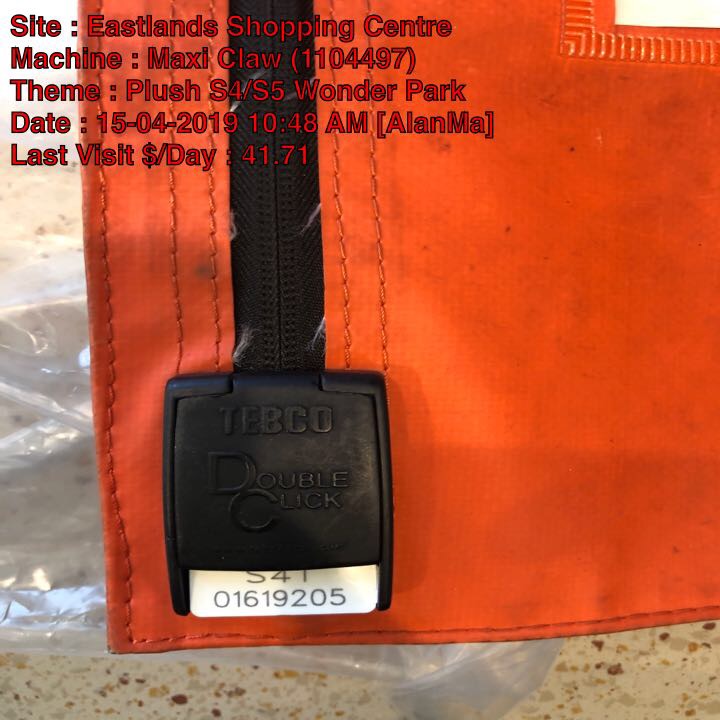 Site : Eastlands Shopping Centre
Machine : Maxi Claw (1104497)
Theme : Plush S4/S5 Wonder Park
Date : 15-04-2019 10:48 AM [AlanMa]
Last Visit $/Day : 41.71
TEBCO
DOUBLE
CLICK
01619205